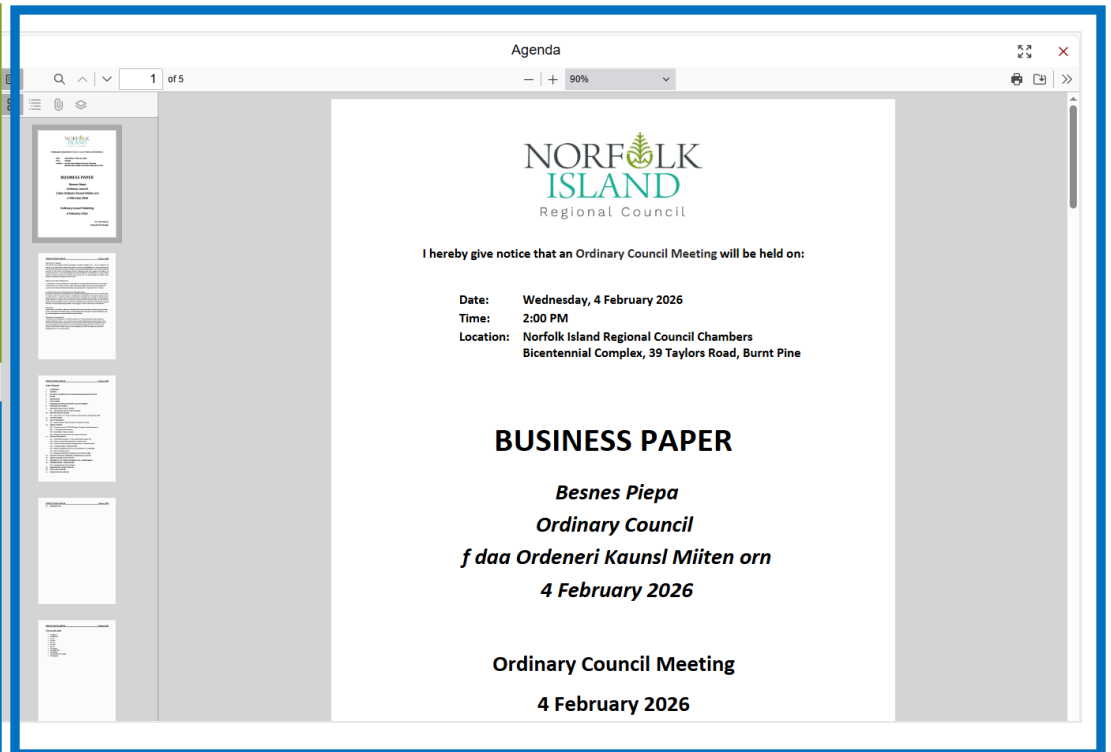 Agenda
1 of 5
90%
NORFOLK
ISLAND
Regional Council
I hereby give notice that an Ordinary Council Meeting will be held on:
Date: Wednesday, 4 February 2026
Time: 2:00 PM
Location: Norfolk Island Regional Council Chambers
Bicentennial Complex, 39 Taylors Road, Burnt Pine
BUSINESS PAPER
Besnes Piepa
Ordinary Council
f daa Ordeneri Kaunsl Miiten orn
4 February 2026
Ordinary Council Meeting
4 February 2026